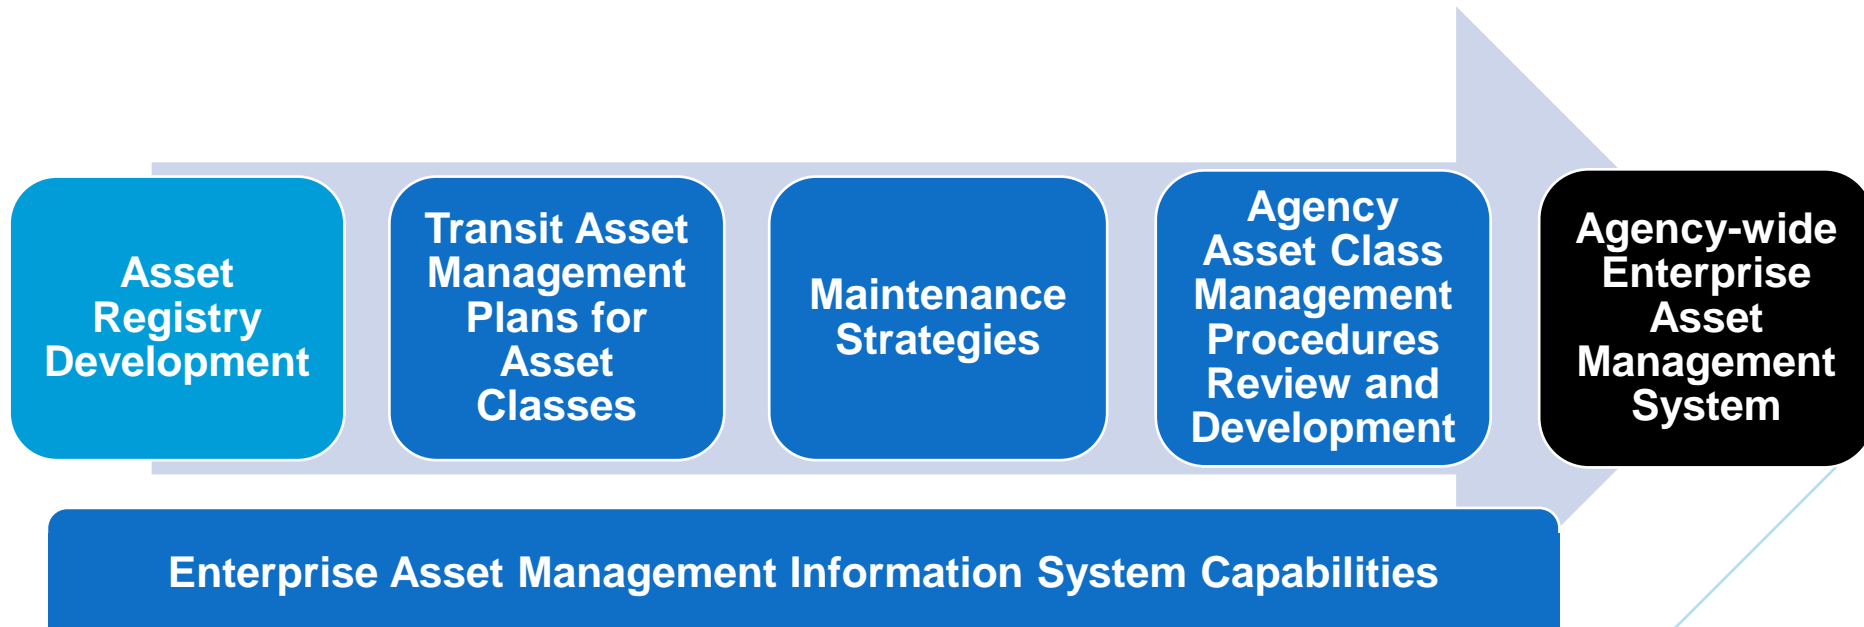 Asset
Registry
Development
Transit Asset
Management
Plans for
Asset
Classes
Maintenance
Strategies
Agency
Asset Class
Management
Procedures
Review and
Development
Agency-wide
Enterprise
Asset
Management
System
Enterprise Asset Management Information System Capabilities